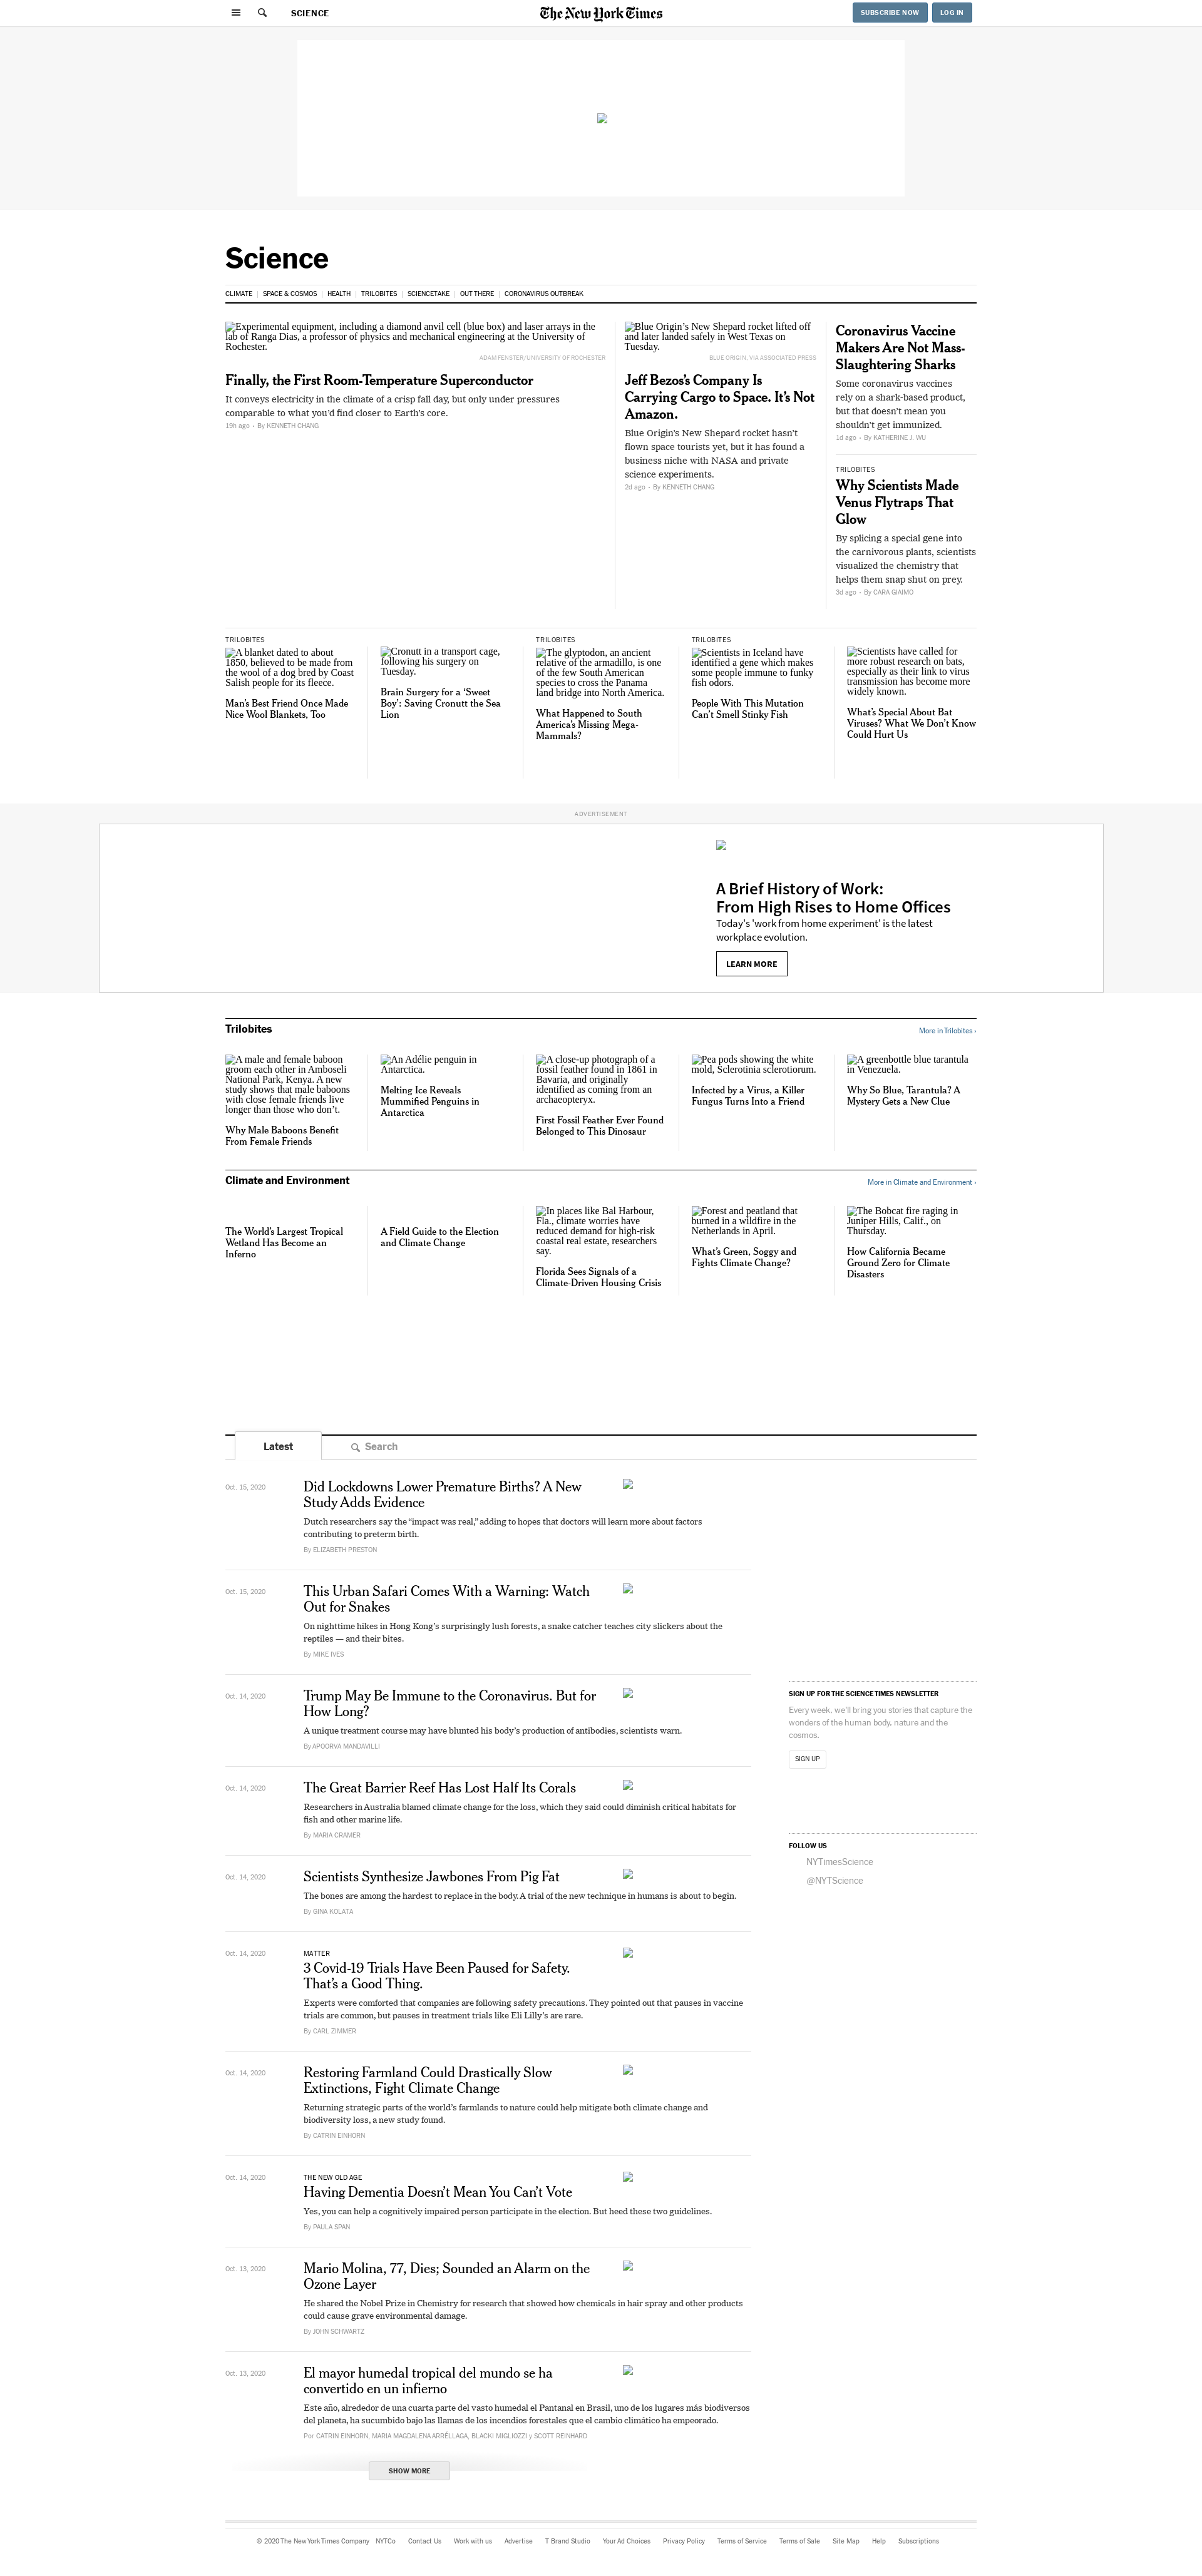 SCIENCE
The New York Times
SUBSCRIBE NOW
LOG IN
Science
CLIMATE | SPACE & COSMOS | HEALTH | TRILOBITES | SCIENCETAKE | OUT THERE | CORONAVIRUS OUTBREAK
Experimental equipment, including a diamond anvil cell (blue box) and laser arrays in the
lab of Ranga Dias, a professor of physics and mechanical engineering at the University of
Rochester.
ADAM FENSTER/UNIVERSITY OF ROCHESTER
Finally, the First Room-Temperature Superconductor
It conveys electricity in the climate of a crisp fall day, but only under pressures
comparable to what you'd find closer to Earth's core.
19h ago - By KENNETH CHANG
Blue Origin's New Shepard rocket lifted off
and later landed safely in West Texas on
Tuesday.
BLUE ORIGIN, VIA ASSOCIATED PRESS
Jeff Bezos's Company Is
Carrying Cargo to Space. It's Not
Amazon.
Blue Origin's New Shepard rocket hasn't
flown space tourists yet, but it has found a
business niche with NASA and private
science experiments.
2d ago - By KENNETH CHANG
Coronavirus Vaccine
Makers Are Not Mass-
Slaughtering Sharks
Some coronavirus vaccines
rely on a shark-based product,
but that doesn't mean you
shouldn't get immunized.
1d ago - By KATHERINE J. WU
TRILOBITES
Why Scientists Made
Venus Flytraps That
Glow
By splicing a special gene into
the carnivorous plants, scientists
visualized the chemistry that
helps them snap shut on prey.
3d ago - By CARA GIAIMO
TRILOBITES
A blanket dated to about
1850, believed to be made from
the wool of a dog bred by Coast
Salish people for its fleece.
Man's Best Friend Once Made
Nice Wool Blankets, Too
Cronutt in a transport cage,
following his surgery on
Tuesday.
Brain Surgery for a 'Sweet
Boy': Saving Cronutt the Sea
Lion
TRILOBITES
The glyptodon, an ancient
relative of the armadillo, is one
of the few South American
species to cross the Panama
land bridge into North America.
What Happened to South
America's Missing Mega-
Mammals?
TRILOBITES
Scientists in Iceland have
identified a gene which makes
some people immune to funky
fish odors.
People With This Mutation
Can't Smell Stinky Fish
Scientists have called for
more robust research on bats,
especially as their link to virus
transmission has become more
widely known.
What's Special About Bat
Viruses? What We Don't Know
Could Hurt Us
ADVERTISEMENT
A Brief History of Work:
From High Rises to Home Offices
Today's 'work from home experiment' is the latest
workplace evolution.
LEARN MORE
Trilobites
More in Trilobites ›
A male and female baboon
groom each other in Amboseli
National Park, Kenya. A new
study shows that male baboons
with close female friends live
longer than those who don't.
Why Male Baboons Benefit
From Female Friends
An Adélie penguin in
Antarctica.
Melting Ice Reveals
Mummified Penguins in
Antarctica
A close-up photograph of a
fossil feather found in 1861 in
Bavaria, and originally
identified as coming from an
archaeopteryx.
First Fossil Feather Ever Found
Belonged to This Dinosaur
Pea pods showing the white
mold, Sclerotinia sclerotiorum.
Infected by a Virus, a Killer
Fungus Turns Into a Friend
A greenbottle blue tarantula
in Venezuela.
Why So Blue, Tarantula? A
Mystery Gets a New Clue
Climate and Environment
More in Climate and Environment ›
The World's Largest Tropical
Wetland Has Become an
Inferno
A Field Guide to the Election
and Climate Change
In places like Bal Harbour,
Fla., climate worries have
reduced demand for high-risk
coastal real estate, researchers
say.
Florida Sees Signals of a
Climate-Driven Housing Crisis
Forest and peatland that
burned in a wildfire in the
Netherlands in April.
What's Green, Soggy and
Fights Climate Change?
The Bobcat fire raging in
Juniper Hills, Calif., on
Thursday.
How California Became
Ground Zero for Climate
Disasters
Latest
Search
Oct. 15, 2020
Did Lockdowns Lower Premature Births? A New
Study Adds Evidence
Dutch researchers say the "impact was real," adding to hopes that doctors will learn more about factors
contributing to preterm birth.
By ELIZABETH PRESTON
Oct. 15, 2020
This Urban Safari Comes With a Warning: Watch
Out for Snakes
On nighttime hikes in Hong Kong's surprisingly lush forests, a snake catcher teaches city slickers about the
reptiles — and their bites.
By MIKE IVES
Oct. 14, 2020
Trump May Be Immune to the Coronavirus. But for
How Long?
A unique treatment course may have blunted his body's production of antibodies, scientists warn.
By APOORVA MANDAVILLI
Oct. 14, 2020
The Great Barrier Reef Has Lost Half Its Corals
Researchers in Australia blamed climate change for the loss, which they said could diminish critical habitats for
fish and other marine life.
By MARIA CRAMER
Oct. 14, 2020
Scientists Synthesize Jawbones From Pig Fat
The bones are among the hardest to replace in the body. A trial of the new technique in humans is about to begin.
By GINA KOLATA
Oct. 14, 2020
MATTER
3 Covid-19 Trials Have Been Paused for Safety.
That's a Good Thing.
Experts were comforted that companies are following safety precautions. They pointed out that pauses in vaccine
trials are common, but pauses in treatment trials like Eli Lilly's are rare.
By CARL ZIMMER
Oct. 14, 2020
Restoring Farmland Could Drastically Slow
Extinctions, Fight Climate Change
Returning strategic parts of the world's farmlands to nature could help mitigate both climate change and
biodiversity loss, a new study found.
By CATRIN EINHORN
Oct. 14, 2020
THE NEW OLD AGE
Having Dementia Doesn't Mean You Can't Vote
Yes, you can help a cognitively impaired person participate in the election. But heed these two guidelines.
By PAULA SPAN
Oct. 13, 2020
Mario Molina, 77, Dies; Sounded an Alarm on the
Ozone Layer
He shared the Nobel Prize in Chemistry for research that showed how chemicals in hair spray and other products
could cause grave environmental damage.
By JOHN SCHWARTZ
Oct. 13, 2020
El mayor humedal tropical del mundo se ha
convertido en un infierno
Este año, alrededor de una cuarta parte del vasto humedal el Pantanal en Brasil, uno de los lugares más biodiversos
del planeta, ha sucumbido bajo las llamas de los incendios forestales que el cambio climático ha empeorado.
Por CATRIN EINHORN, MARIA MAGDALENA ARRÉLLAGA, BLACKI MIGLIOZZI y SCOTT REINHARD
SHOW MORE
SIGN UP FOR THE SCIENCE TIMES NEWSLETTER
Every week, we'll bring you stories that capture the
wonders of the human body, nature and the
cosmos.
SIGN UP
FOLLOW US
NYTimesScience
@NYTScience
© 2020 The New York Times Company NYTCo Contact Us Work with us Advertise T Brand Studio Your Ad Choices Privacy Policy Terms of Service Terms of Sale Site Map Help Subscriptions